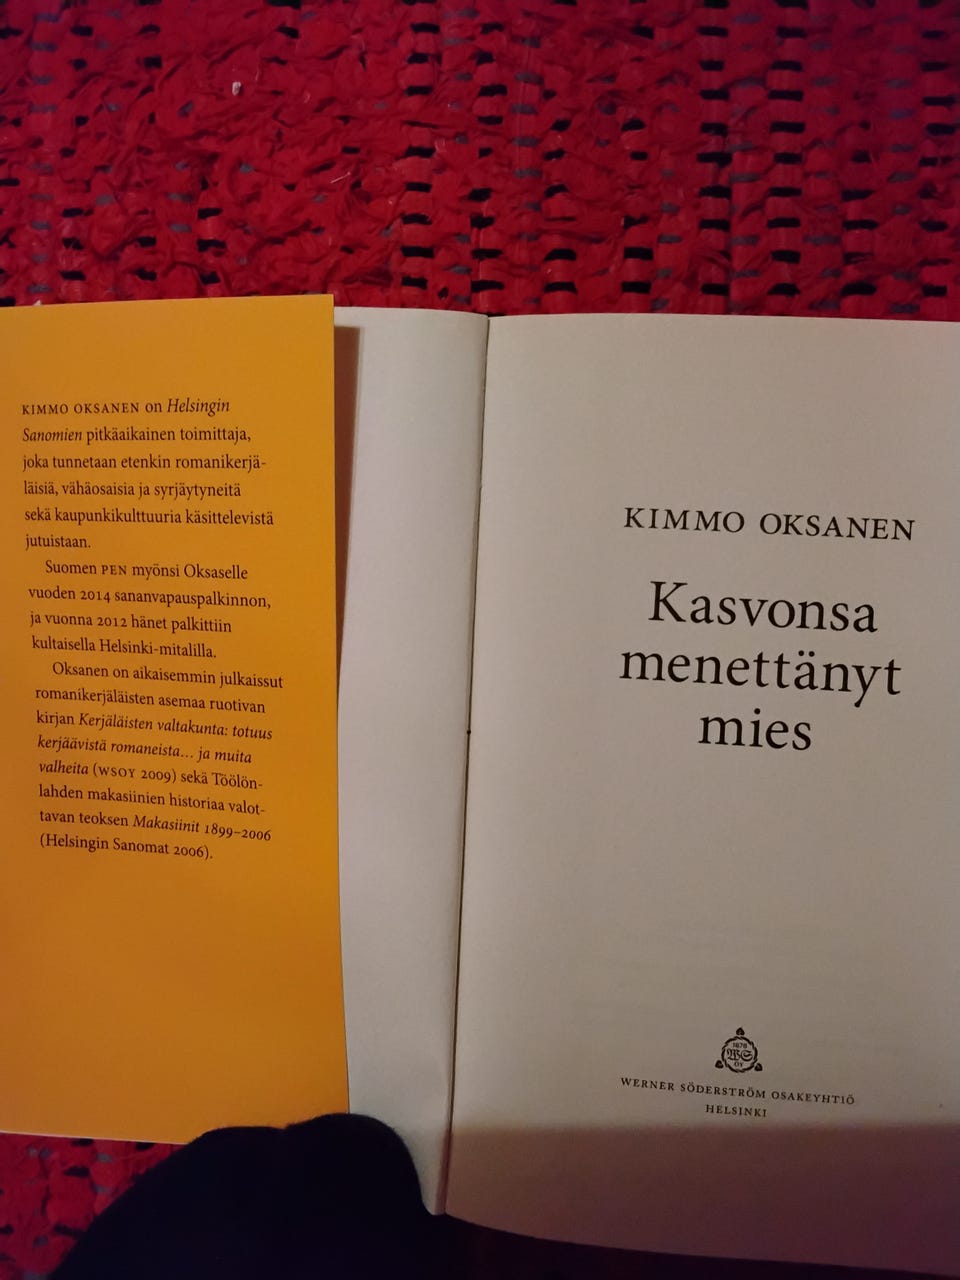 KIMMO OKSANEN on Helsingin
Sanomien pitkäaikainen toimittaja,
joka tunnetaan etenkin romanikerjä-
läisiä, vähäosaisia ja syrjäytyneitä
sekä kaupunkikulttuuria käsittelevistä
jutuistaan.
Suomen PEN myönsi Oksaselle
vuoden 2014 sananvapauspalkinnon,
ja vuonna 2012 hänet palkittiin
kultaisella Helsinki-mitalilla.
Oksanen on aikaisemmin julkaissut
romanikerjäläisten asemaa ruotivan
kirjan Kerjäläisten valtakunta: totuus
kerjäävistä romaneista... ja muita
valheita (WSOY 2009) sekä Töölön-
lahden makasiinien historiaa valot-
tavan teoksen Makasiinit 1899–2006
(Helsingin Sanomat 2006).
KIMMO OKSANEN
Kasvonsa
menettänyt
mies
1878
WS
OY
WERNER SÖDERSTRÖM OSAKEYHTIÖ
HELSINKI